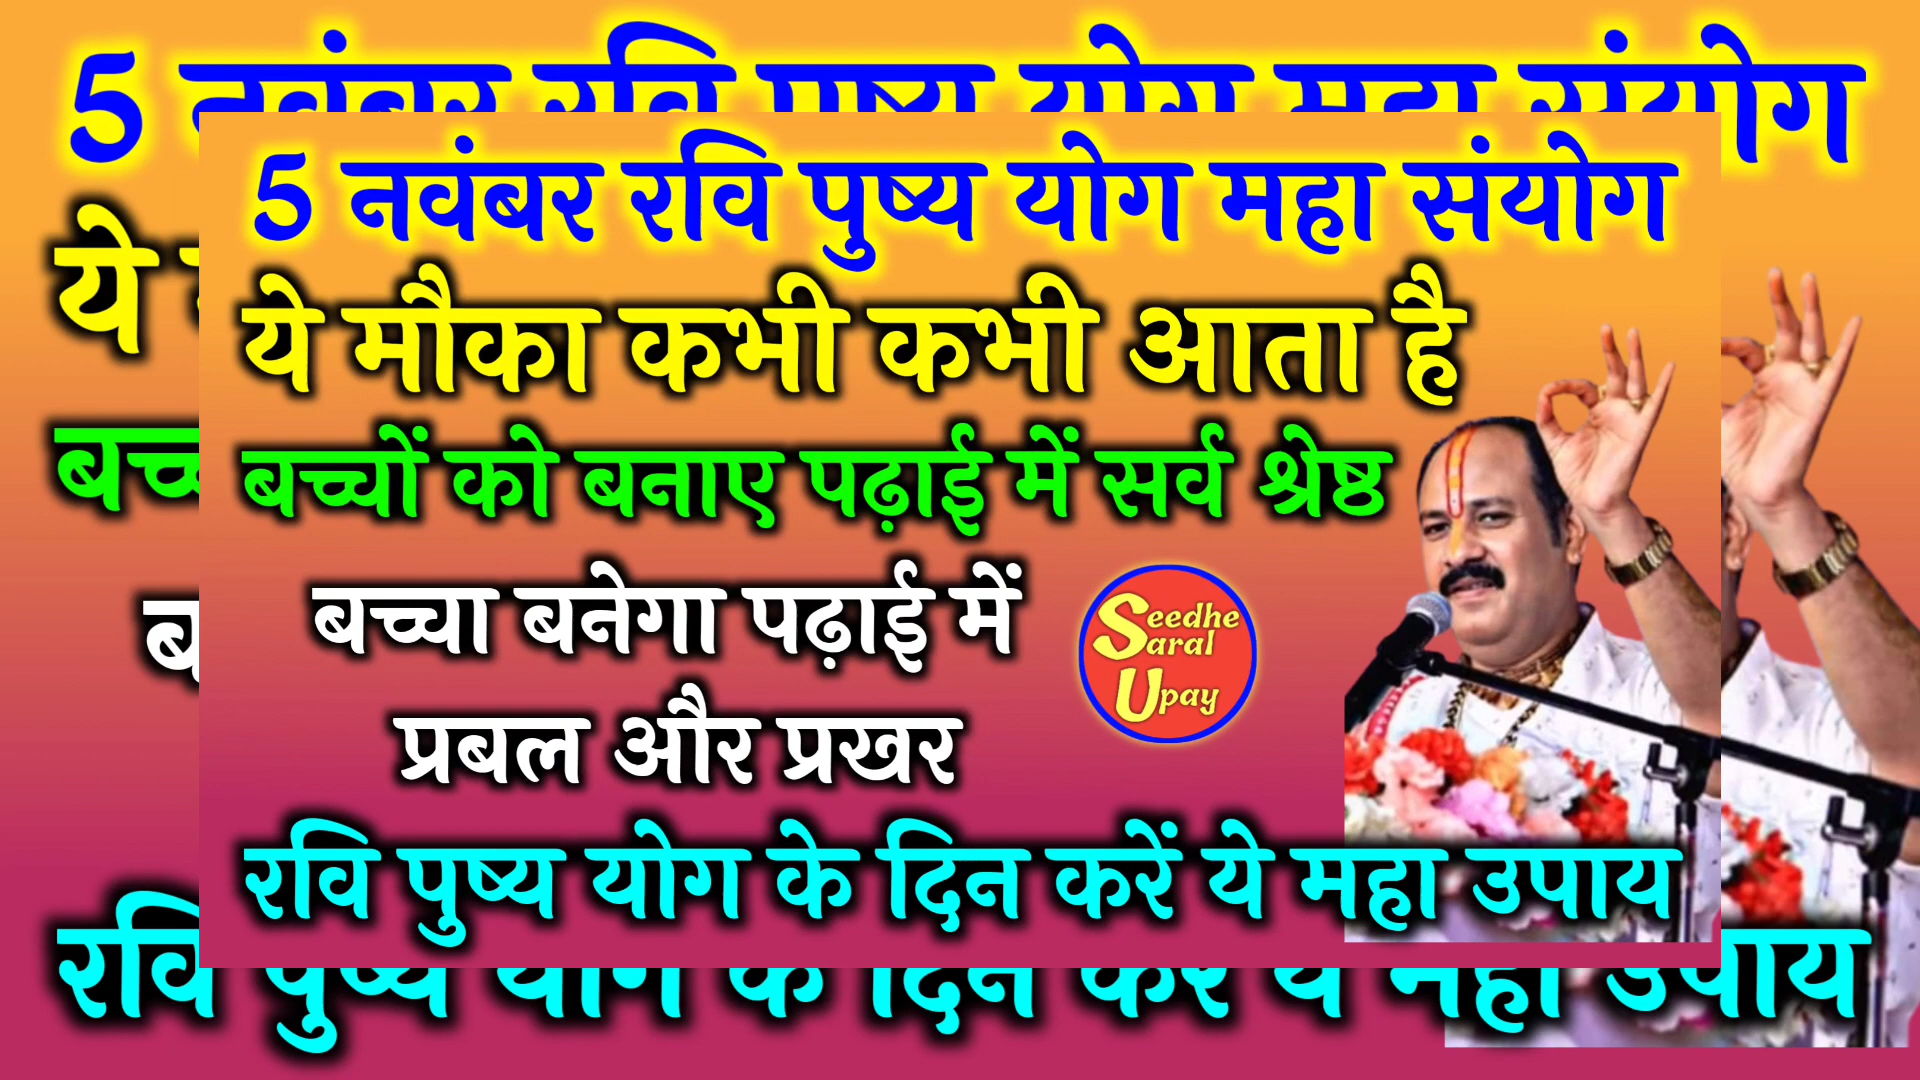 5 नवंबर रवि पुष्य योग महा संयोग
ये मौका कभी कभी आता है
बच्चों को बनाए पढ़ाई में सर्व श्रेष्ठ
बच्चा बनेगा पढ़ाई में
प्रबल और प्रखर
Seedhe
Saral
Upay
रवि पुष्य योग के दिन करें ये महा उपाय